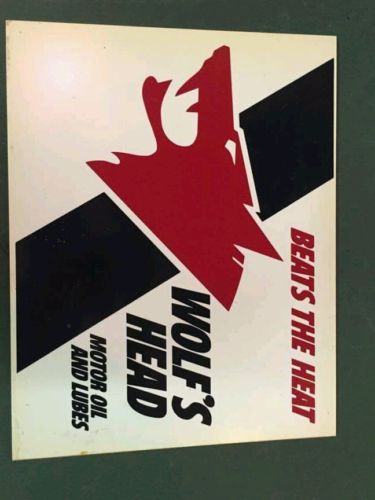 BEATS THE HEAT
WOLF'S
HEAD
MOTOR OIL
AND LUBES